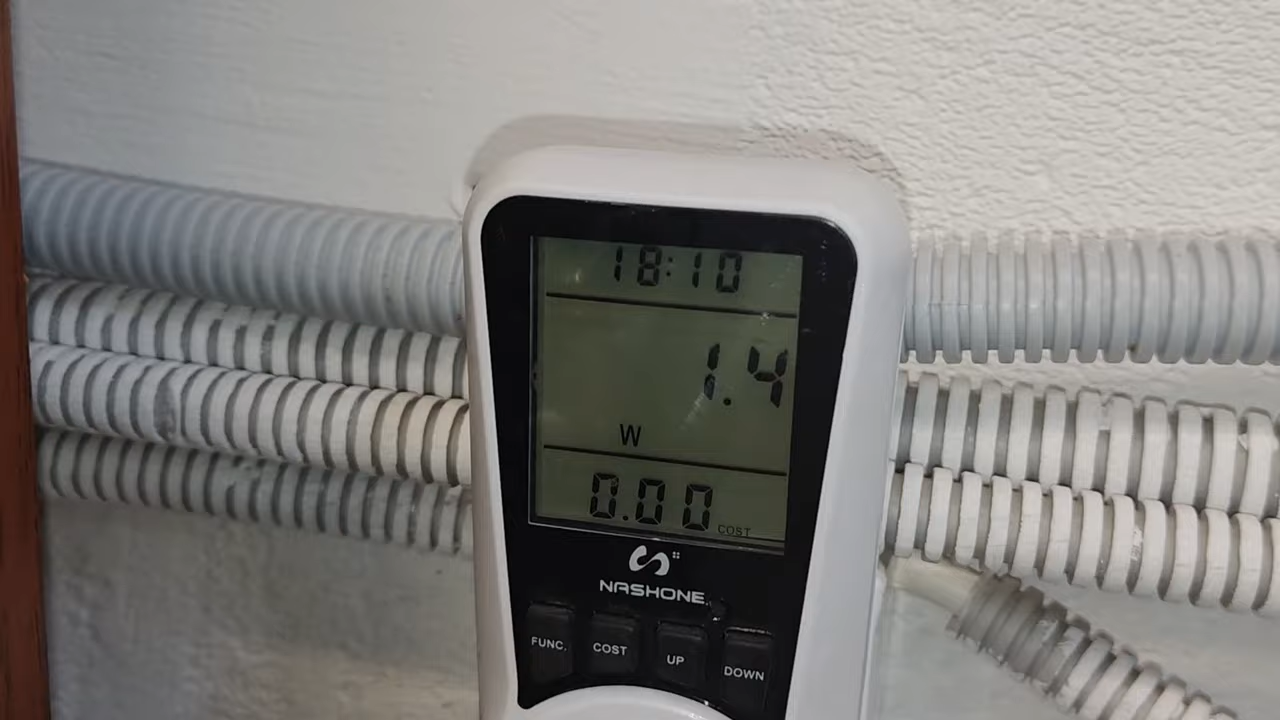 18:10
1.4
W
0.00 COST
NASHONE
FUNC. COST UP DOWN